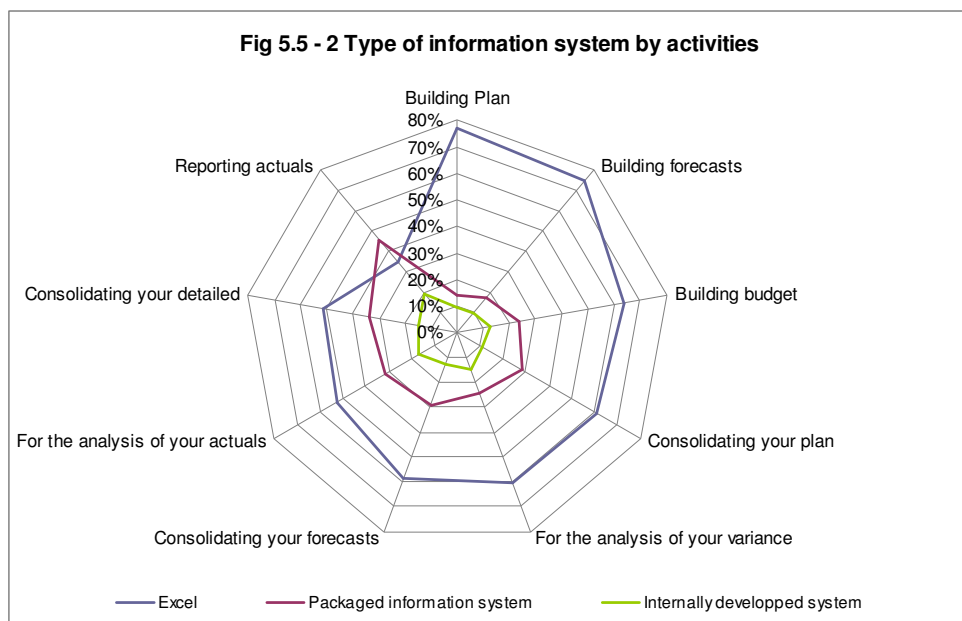 Fig 5.5 - 2 Type of information system by activities
Building Plan
80%
70%
60%
50%
40%
30%
20%
10%
0%
Building forecasts
Building budget
Consolidating your plan
For the analysis of your variance
Consolidating your forecasts
For the analysis of your actuals
Consolidating your detailed
Reporting actuals
Excel
Packaged information system
Internally developped system